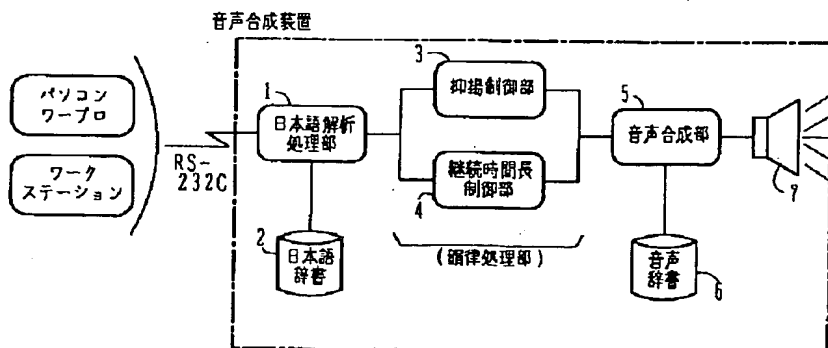 音声合成装置
パソコン
ワープロ
ワーク
ステーション
RS-
232C
1
日本語解析
処理部
2
日本語
辞書
3
抑揚制御部
継続時間長
制御部
4
(韻律処理部)
5
音声合成部
音声
辞書
6
9